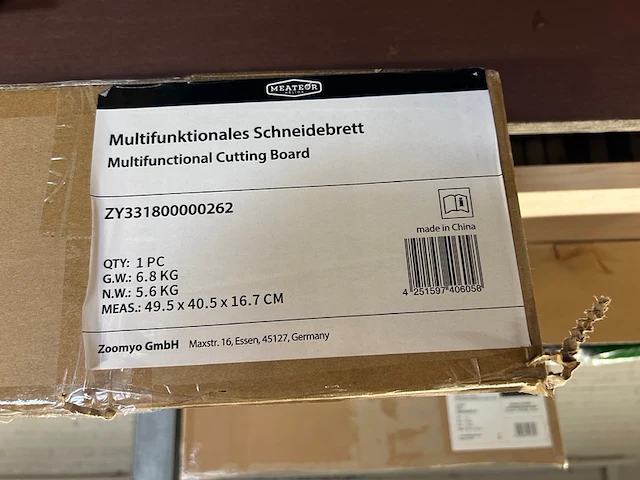 MEATEOR
Multifunktionales Schneidebrett
Multifunctional Cutting Board
ZY331800000262
made in China
QTY: 1 PC
G.W.: 6.8 KG
N.W.: 5.6 KG
MEAS.: 49.5 x 40.5 x 16.7 CM
4 251597 406058
Zoomyo GmbH Maxstr. 16, Essen, 45127, Germany